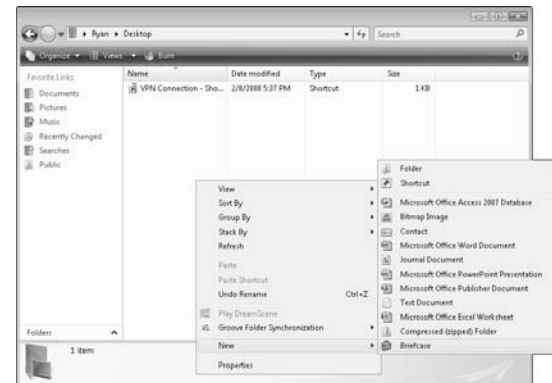 Ryan ▸ Desktop
Search
Organize
Views
Burn
Favorite Links
Documents
Pictures
Music
Recently Changed
Searches
Public
Folders
Name Date modified Type Size
VPN Connection - Sho... 2/8/2008 5:37 PM Shortcut 1 KB
View
Sort By
Group By
Stack By
Refresh
Paste
Paste Shortcut
Undo Rename Ctrl+Z
Play DreamScene
Groove Folder Synchronization
New
Properties
Folder
Shortcut
Microsoft Office Access 2007 Database
Bitmap Image
Contact
Microsoft Office Word Document
Journal Document
Microsoft Office PowerPoint Presentation
Microsoft Office Publisher Document
Text Document
Microsoft Office Excel Worksheet
Compressed (zipped) Folder
Briefcase
1 item